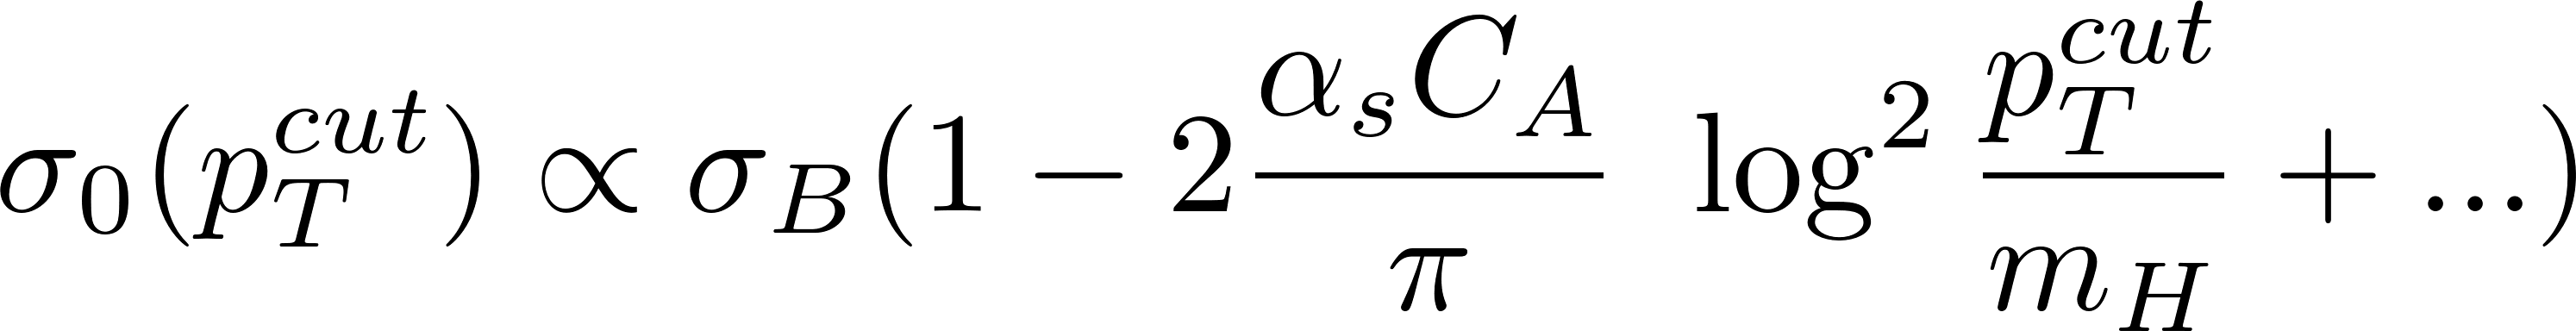 σ_0(p_T^{cut}) ∝ σ_B(1 − 2\frac{α_s C_A}{π} log^2 \frac{p_T^{cut}}{m_H} + ...)